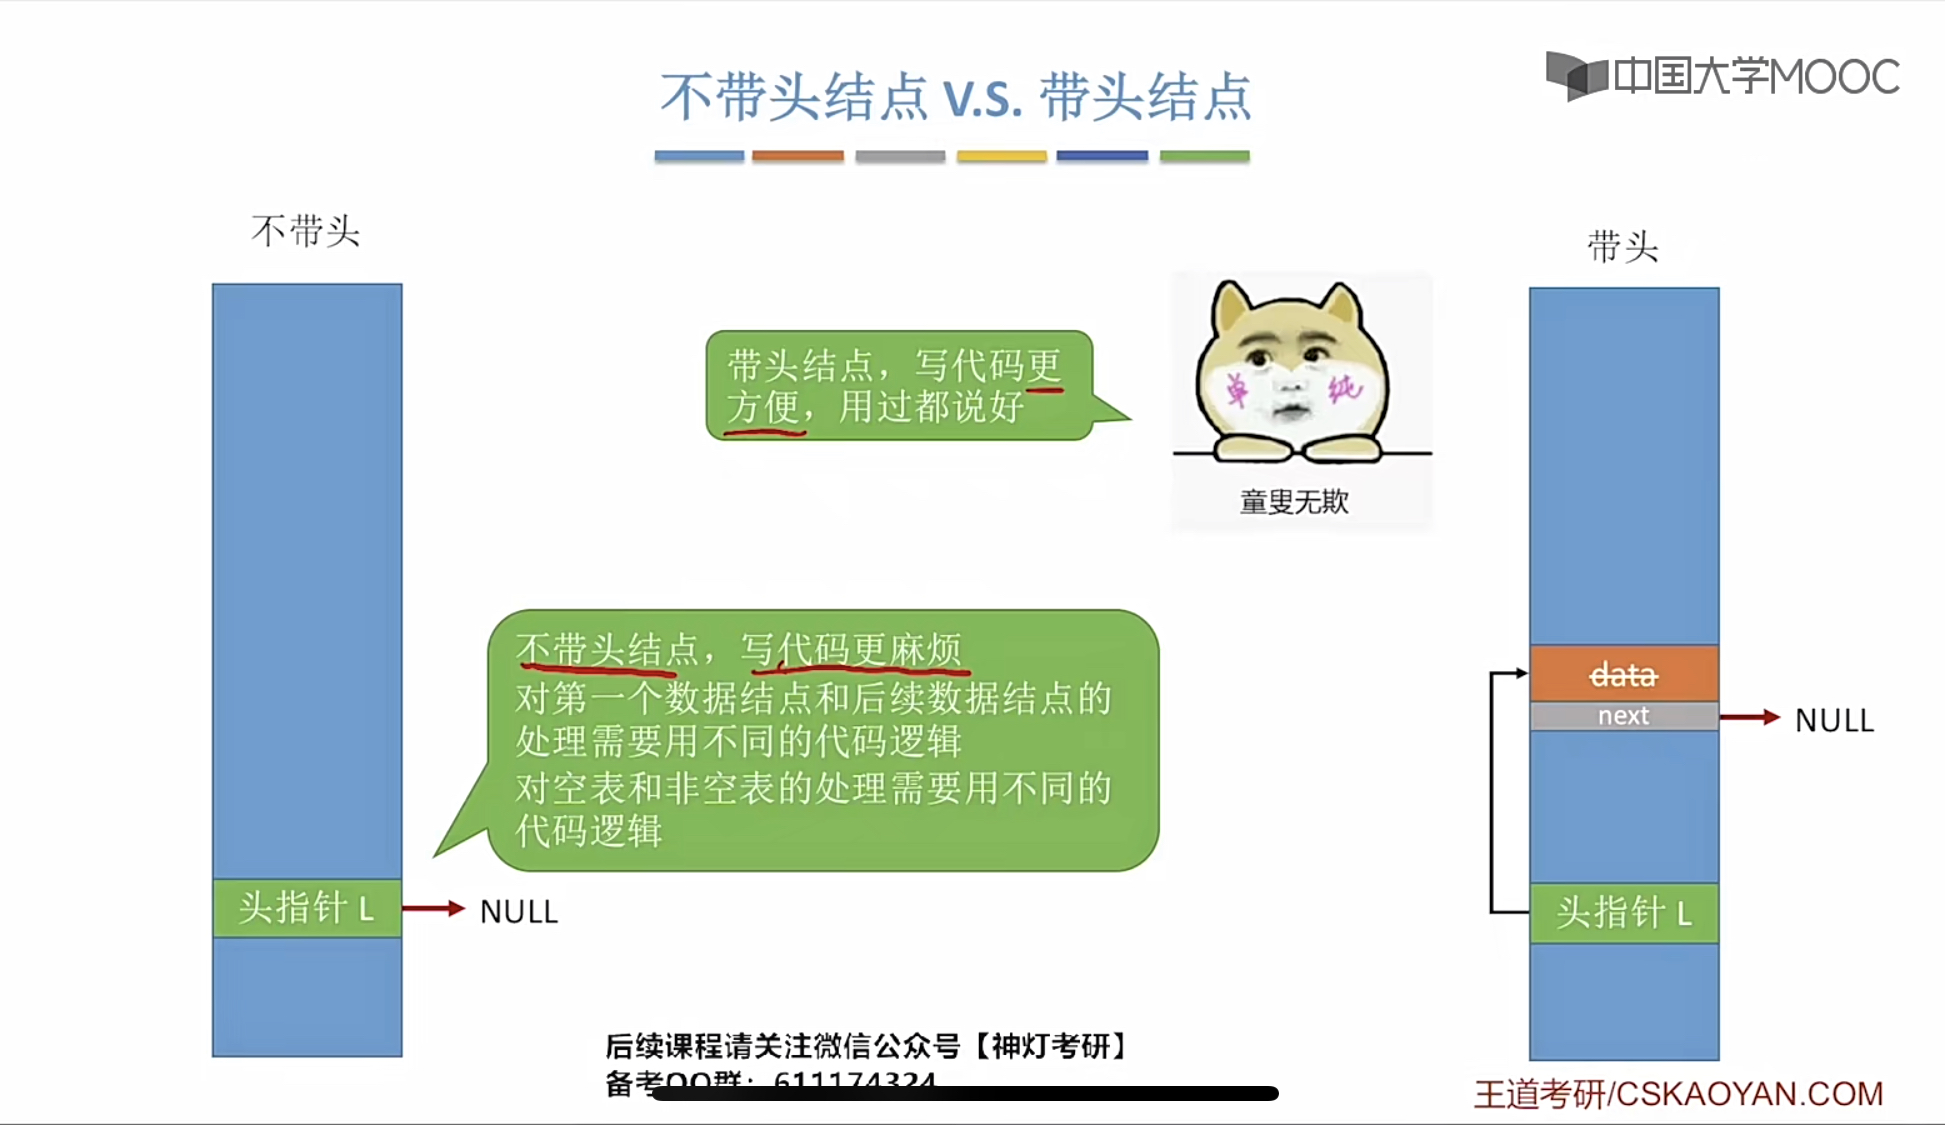 中国大学MOOC
不带头结点 V.S. 带头结点
不带头
带头
带头结点，写代码更
方便，用过都说好
单 纯
童叟无欺
不带头结点，写代码更麻烦
对第一个数据结点和后续数据结点的
处理需要用不同的代码逻辑
对空表和非空表的处理需要用不同的
代码逻辑
data
next
NULL
头指针 L
NULL
头指针 L
后续课程请关注微信公众号【神灯考研】
备考QQ群：611174324
王道考研/CSKAOYAN.COM